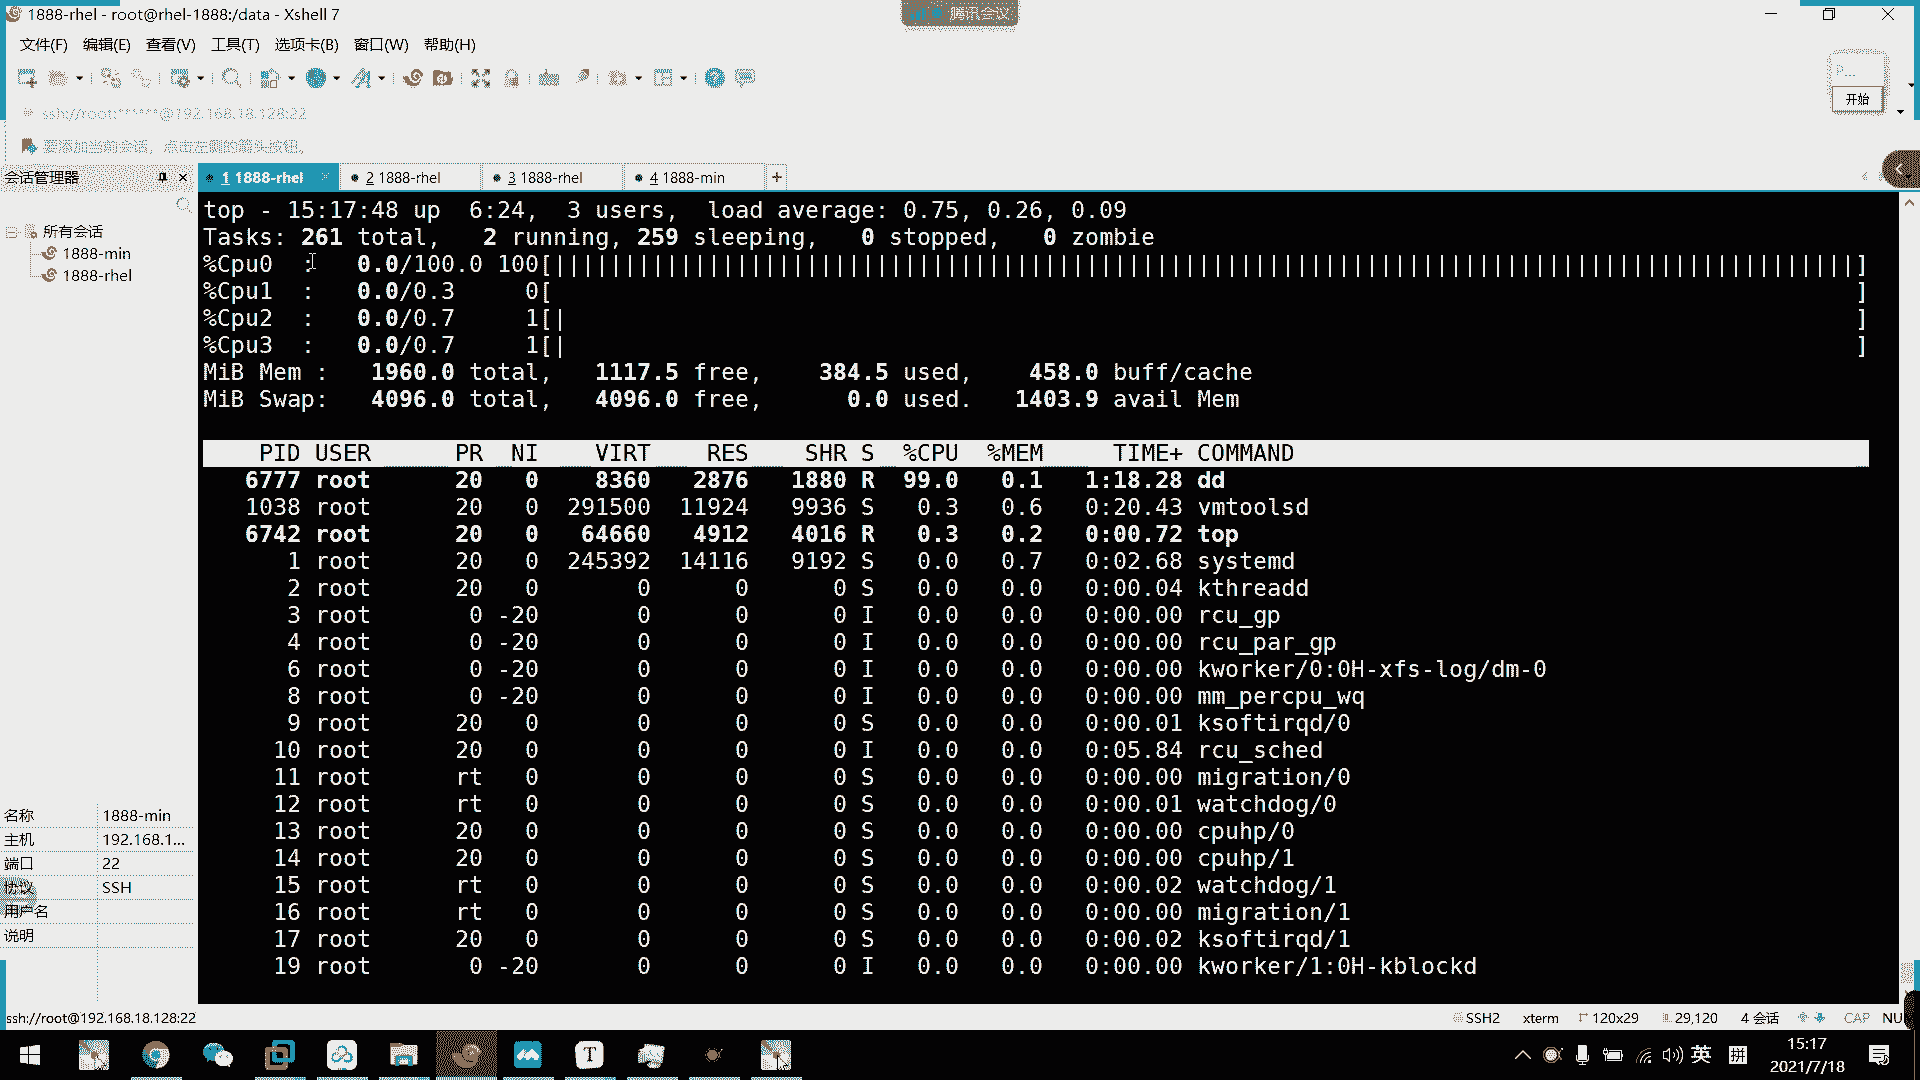 1888-rhel - root@rhel-1888:/data - Xshell 7
腾讯会议
文件(F) 编辑(E) 查看(V) 工具(T) 选项卡(B) 窗口(W) 帮助(H)
P...
开始
ssh://root:******@192.168.18.128:22
要添加当前会话，点击左侧的箭头按钮。
会话管理器
1 1888-rhel
2 1888-rhel
3 1888-rhel
4 1888-min
所有会话
1888-min
1888-rhel
top - 15:17:48 up  6:24,  3 users,  load average: 0.75, 0.26, 0.09
Tasks: 261 total,   2 running, 259 sleeping,   0 stopped,   0 zombie
%Cpu0  :   0.0/100.0 100[||||||||||||||||||||||||||||||||||||||||||||||||||||||||||||||||||||||||||||||||||||||||||||]
%Cpu1  :   0.0/0.3     0[ ]
%Cpu2  :   0.0/0.7     1[| ]
%Cpu3  :   0.0/0.7     1[| ]
MiB Mem :   1960.0 total,   1117.5 free,    384.5 used,    458.0 buff/cache
MiB Swap:   4096.0 total,   4096.0 free,      0.0 used.   1403.9 avail Mem
PID USER      PR  NI    VIRT    RES    SHR S  %CPU  %MEM     TIME+ COMMAND
6777 root      20   0    8360   2876   1880 R  99.0   0.1   1:18.28 dd
1038 root      20   0  291500  11924   9936 S   0.3   0.6   0:20.43 vmtoolsd
6742 root      20   0   64660   4912   4016 R   0.3   0.2   0:00.72 top
1 root      20   0  245392  14116   9192 S   0.0   0.7   0:02.68 systemd
2 root      20   0       0      0      0 S   0.0   0.0   0:00.04 kthreadd
3 root       0 -20       0      0      0 I   0.0   0.0   0:00.00 rcu_gp
4 root       0 -20       0      0      0 I   0.0   0.0   0:00.00 rcu_par_gp
6 root       0 -20       0      0      0 I   0.0   0.0   0:00.00 kworker/0:0H-xfs-log/dm-0
8 root       0 -20       0      0      0 I   0.0   0.0   0:00.00 mm_percpu_wq
9 root      20   0       0      0      0 S   0.0   0.0   0:00.01 ksoftirqd/0
10 root      20   0       0      0      0 I   0.0   0.0   0:05.84 rcu_sched
11 root      rt   0       0      0      0 S   0.0   0.0   0:00.00 migration/0
12 root      rt   0       0      0      0 S   0.0   0.0   0:00.01 watchdog/0
13 root      20   0       0      0      0 S   0.0   0.0   0:00.00 cpuhp/0
14 root      20   0       0      0      0 S   0.0   0.0   0:00.00 cpuhp/1
15 root      rt   0       0      0      0 S   0.0   0.0   0:00.02 watchdog/1
16 root      rt   0       0      0      0 S   0.0   0.0   0:00.00 migration/1
17 root      20   0       0      0      0 S   0.0   0.0   0:00.02 ksoftirqd/1
19 root       0 -20       0      0      0 I   0.0   0.0   0:00.00 kworker/1:0H-kblockd
名称 1888-min
主机 192.168.1...
端口 22
协议 SSH
用户名
说明
ssh://root@192.168.18.128:22
SSH2 xterm 120x29 29,120 4 会话 CAP NU
T
英 拼
15:17
2021/7/18